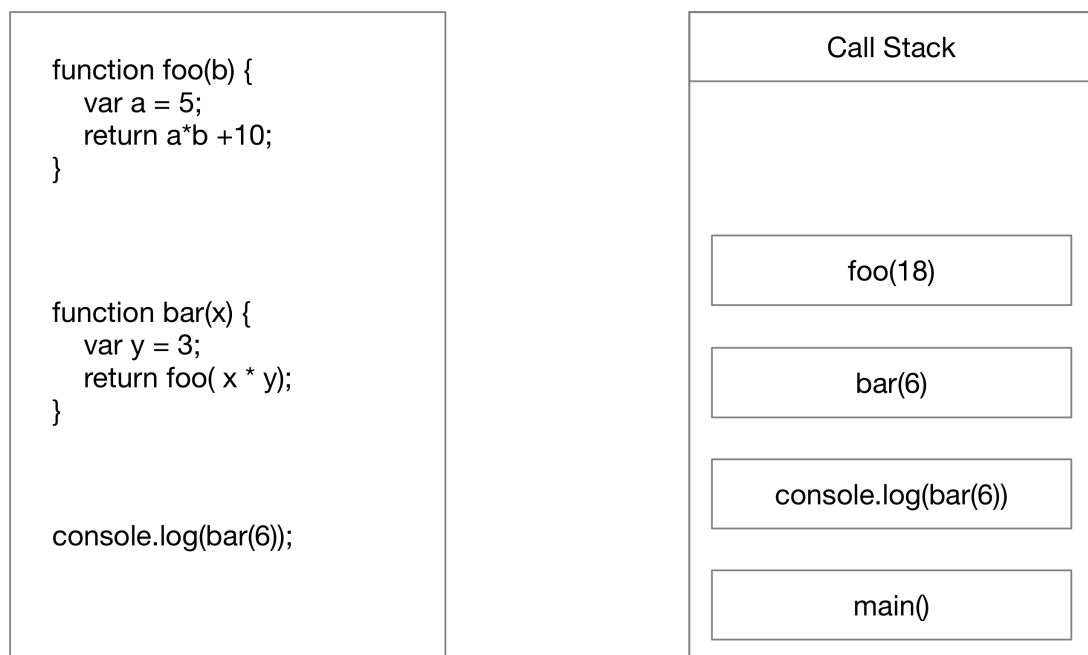 function foo(b) {
var a = 5;
return a*b +10;
}
function bar(x) {
var y = 3;
return foo( x * y);
}
console.log(bar(6));
Call Stack
foo(18)
bar(6)
console.log(bar(6))
main()